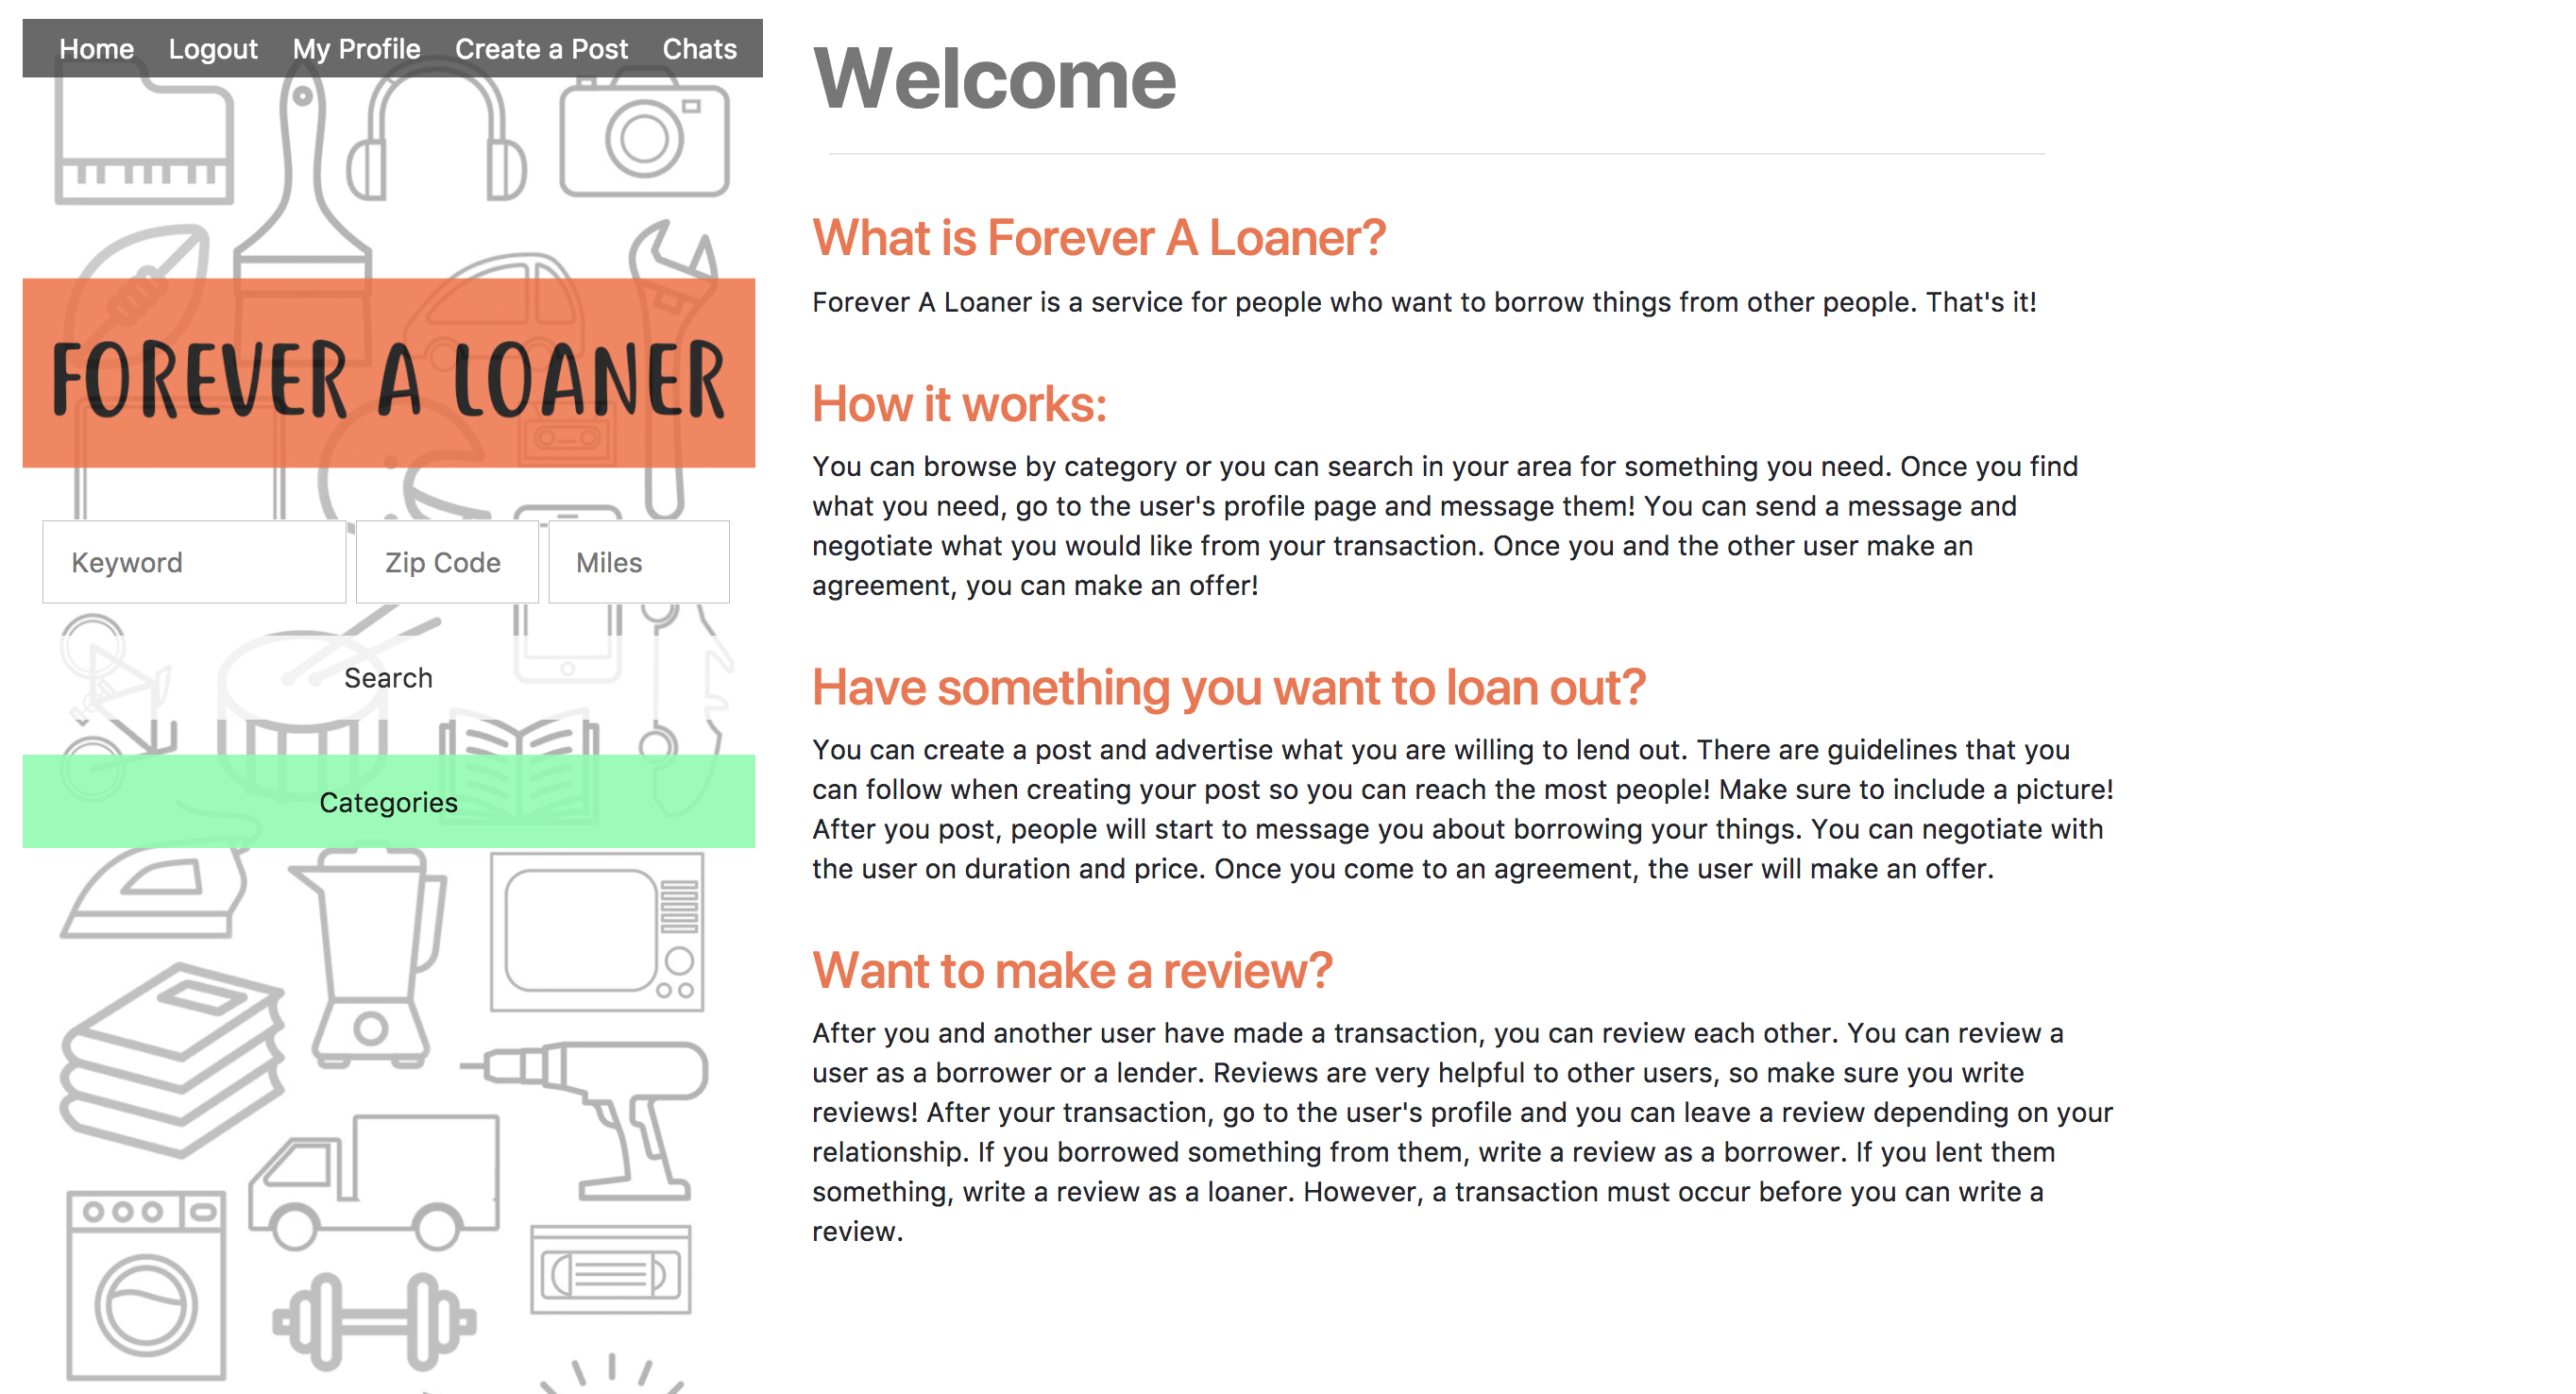 Home Logout My Profile Create a Post Chats
FOREVER A LOANER
Keyword Zip Code Miles
Search
Categories
Welcome
What is Forever A Loaner?
Forever A Loaner is a service for people who want to borrow things from other people. That's it!
How it works:
You can browse by category or you can search in your area for something you need. Once you find
what you need, go to the user's profile page and message them! You can send a message and
negotiate what you would like from your transaction. Once you and the other user make an
agreement, you can make an offer!
Have something you want to loan out?
You can create a post and advertise what you are willing to lend out. There are guidelines that you
can follow when creating your post so you can reach the most people! Make sure to include a picture!
After you post, people will start to message you about borrowing your things. You can negotiate with
the user on duration and price. Once you come to an agreement, the user will make an offer.
Want to make a review?
After you and another user have made a transaction, you can review each other. You can review a
user as a borrower or a lender. Reviews are very helpful to other users, so make sure you write
reviews! After your transaction, go to the user's profile and you can leave a review depending on your
relationship. If you borrowed something from them, write a review as a borrower. If you lent them
something, write a review as a loaner. However, a transaction must occur before you can write a
review.